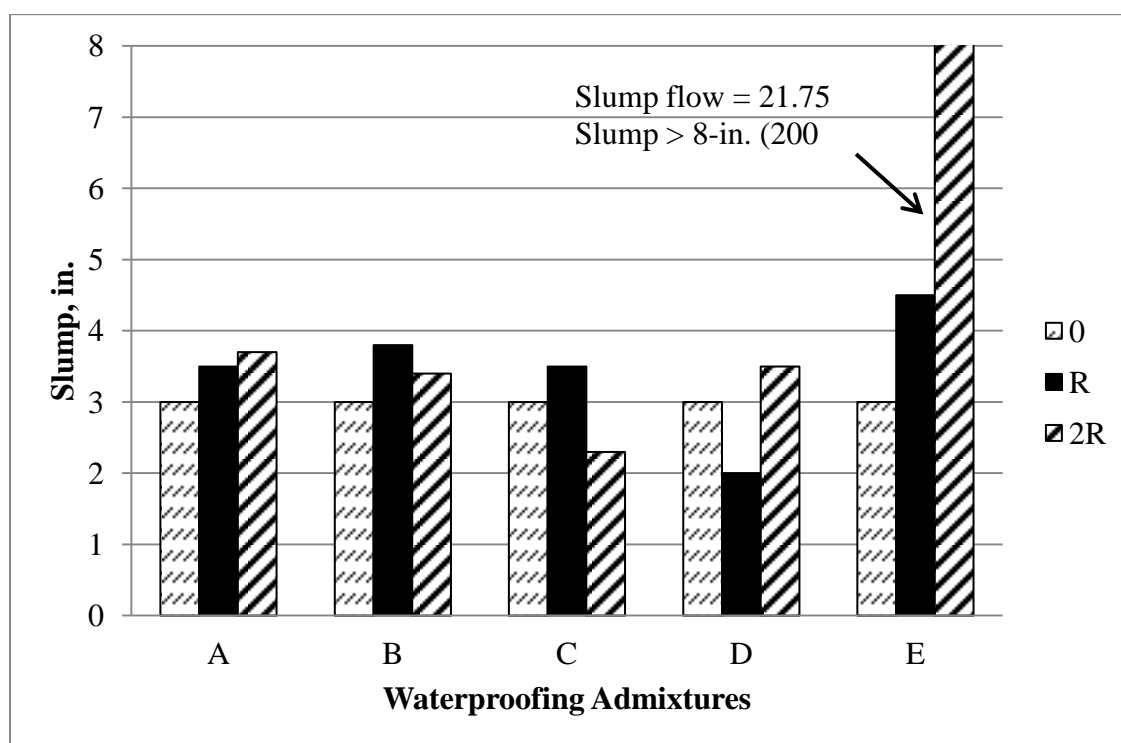 8
7
6
5
4
3
2
1
0
Slump, in.
Slump flow = 21.75
Slump > 8-in. (200
0
R
2R
A B C D E
Waterproofing Admixtures